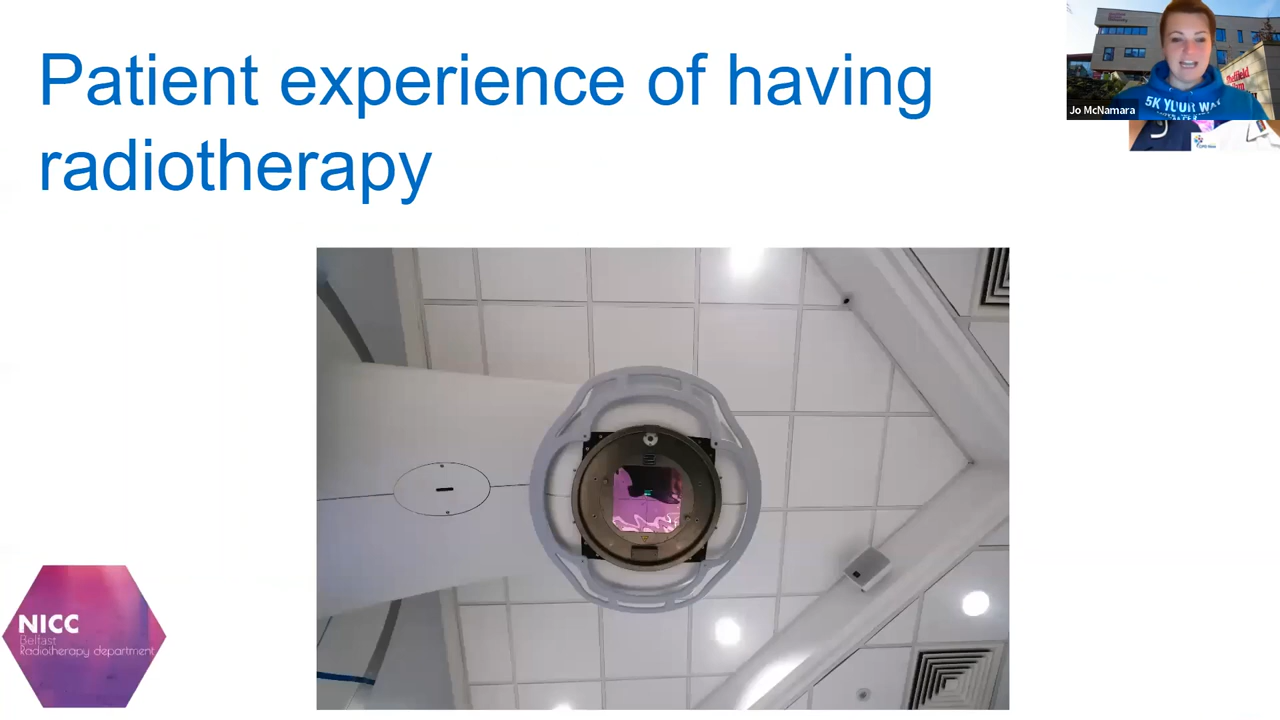 Patient experience of having
radiotherapy
Jo McNamara
5K YOUR WAY
NICC
Belfast
Radiotherapy department